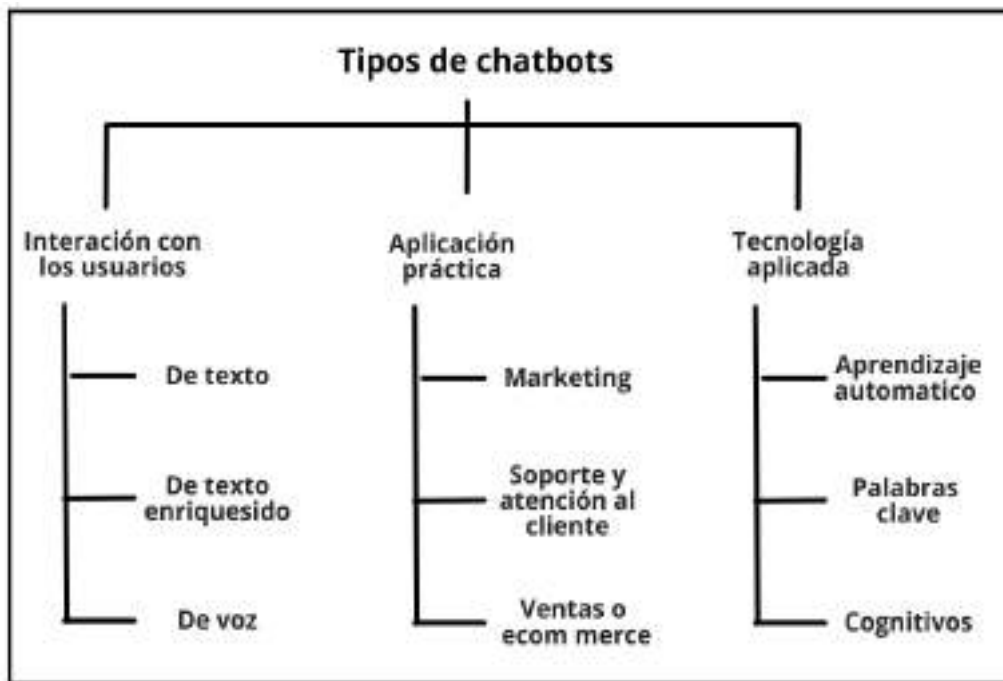 Tipos de chatbots
Interación con
los usuarios
De texto
De texto
enriquesido
De voz
Aplicación
práctica
Marketing
Soporte y
atención al
cliente
Ventas o
ecom merce
Tecnología
aplicada
Aprendizaje
automatico
Palabras
clave
Cognitivos